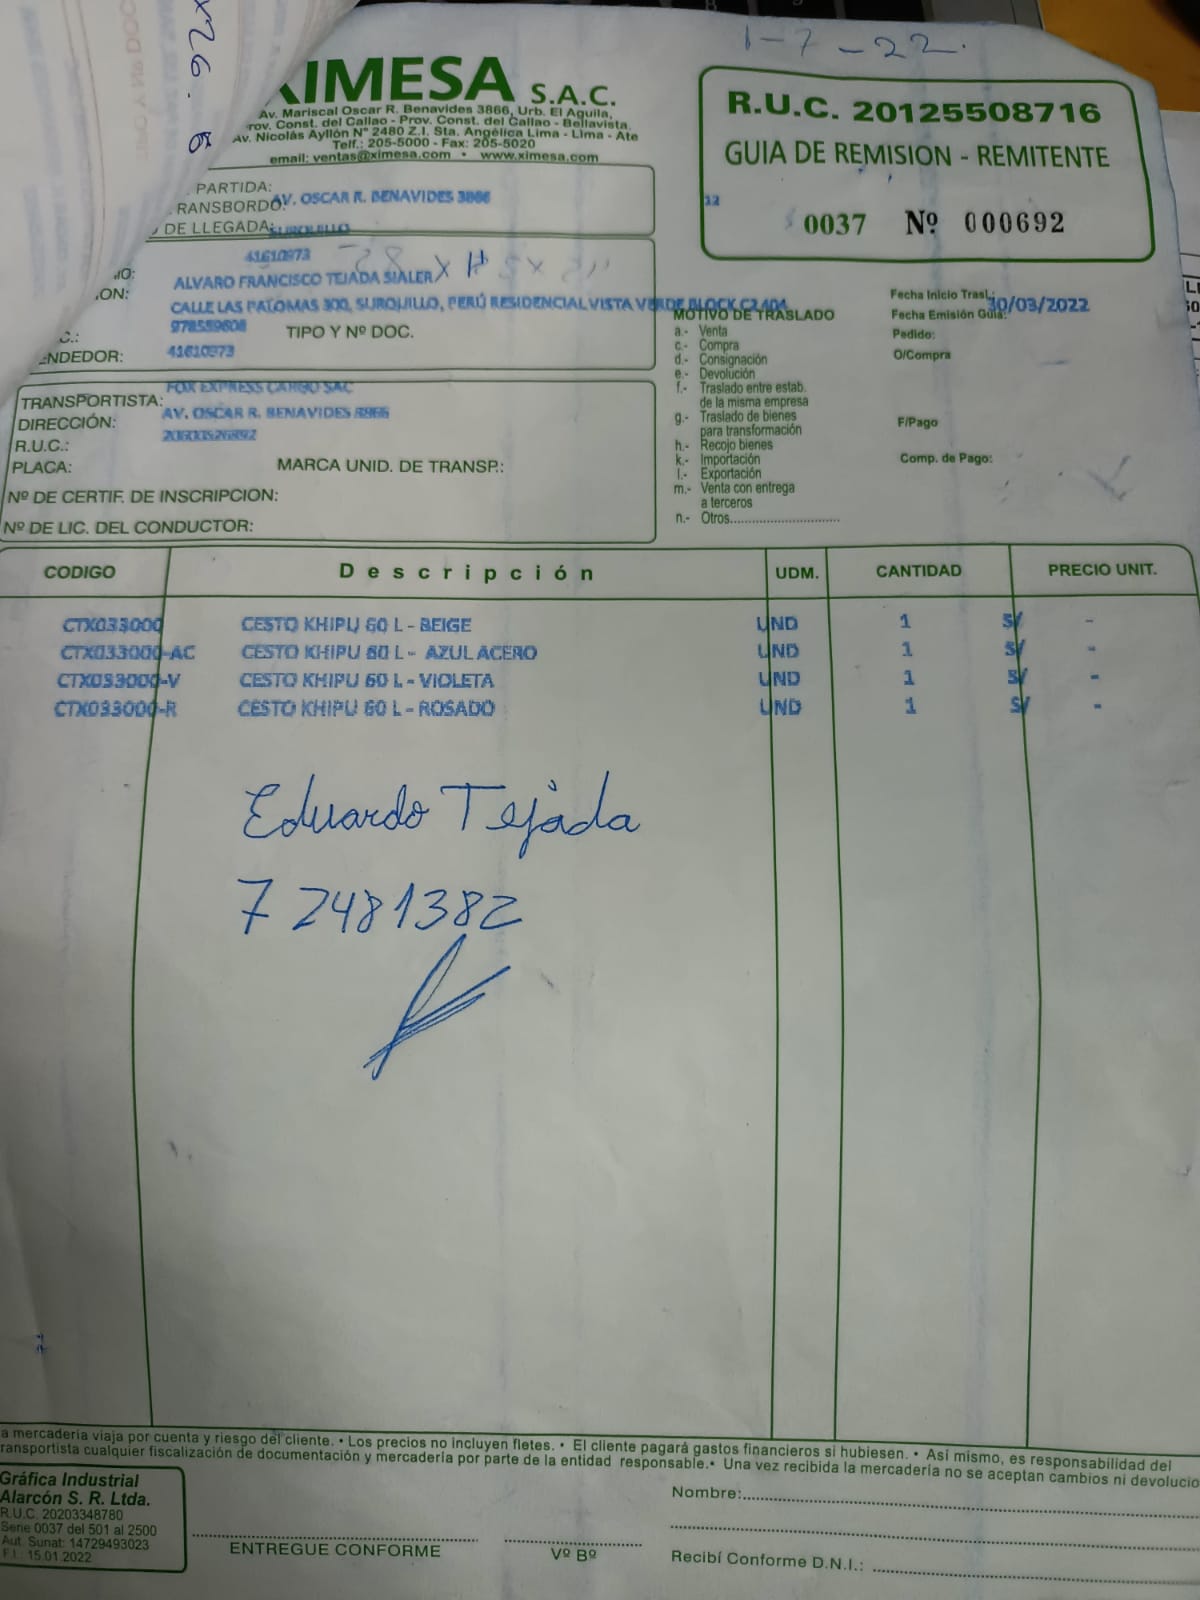 1-7-22.
XIMESA S.A.C.
Av. Mariscal Oscar R. Benavides 3866, Urb. El Aguila,
rov. Const. del Callao - Prov. Const. del Callao - Bellavista.
Av. Nicolás Ayllón Nº 2480 Z.I. Sta. Angélica Lima - Lima - Ate
Telf.: 205-5000 - Fax: 205-5020
email: ventas@ximesa.com • www.ximesa.com
R.U.C. 20125508716
GUIA DE REMISION - REMITENTE
0037 Nº 000692
PARTIDA: AV. OSCAR R. BENAVIDES 3866
RANSBORDO:
DE LLEGADA: SURQUILLO
41610973
ALVARO FRANCISCO TEJADA SIALER
ON: CALLE LAS PALOMAS 300, SURQUILLO, PERÚ RESIDENCIAL VISTA VERDE BLOCK C2 404
C.: 978559608 TIPO Y Nº DOC.
ENDEDOR: 41610973
Fecha Inicio Trasl.: 30/03/2022
Fecha Emisión Guia:
Pedido:
O/Compra
F/Pago
Comp. de Pago:
MOTIVO DE TRASLADO
a.- Venta
c.- Compra
d.- Consignación
e.- Devolución
f.- Traslado entre estab.
de la misma empresa
g.- Traslado de bienes
para transformación
h.- Recojo bienes
k.- Importación
l.- Exportación
m.- Venta con entrega
a terceros
n.- Otros
TRANSPORTISTA: FOX EXPRESS CARGO SAC
DIRECCIÓN: AV. OSCAR R. BENAVIDES 3866
R.U.C.:
PLACA: MARCA UNID. DE TRANSP.:
Nº DE CERTIF. DE INSCRIPCION:
Nº DE LIC. DEL CONDUCTOR:
CODIGO Descripción UDM. CANTIDAD PRECIO UNIT.
CTX033000 CESTO KHIPU 60 L - BEIGE UND 1 S/ -
CTX033000-AC CESTO KHIPU 60 L - AZUL ACERO UND 1 S/ -
CTX033000-V CESTO KHIPU 60 L - VIOLETA UND 1 S/ -
CTX033000-R CESTO KHIPU 60 L - ROSADO UND 1 S/ -
Eduardo Tejada
72481382
a mercadería viaja por cuenta y riesgo del cliente. • Los precios no incluyen fletes. • El cliente pagará gastos financieros si hubiesen. • Así mismo, es responsabilidad del
ransportista cualquier fiscalización de documentación y mercadería por parte de la entidad responsable. • Una vez recibida la mercadería no se aceptan cambios ni devolucio
Gráfica Industrial
Alarcón S. R. Ltda.
R.U.C. 20203348780
Serie 0037 del 501 al 2500
Aut. Sunat: 14729493023
F.I.: 15.01.2022
ENTREGUE CONFORME
Vº Bº
Nombre:
Recibí Conforme D.N.I.: